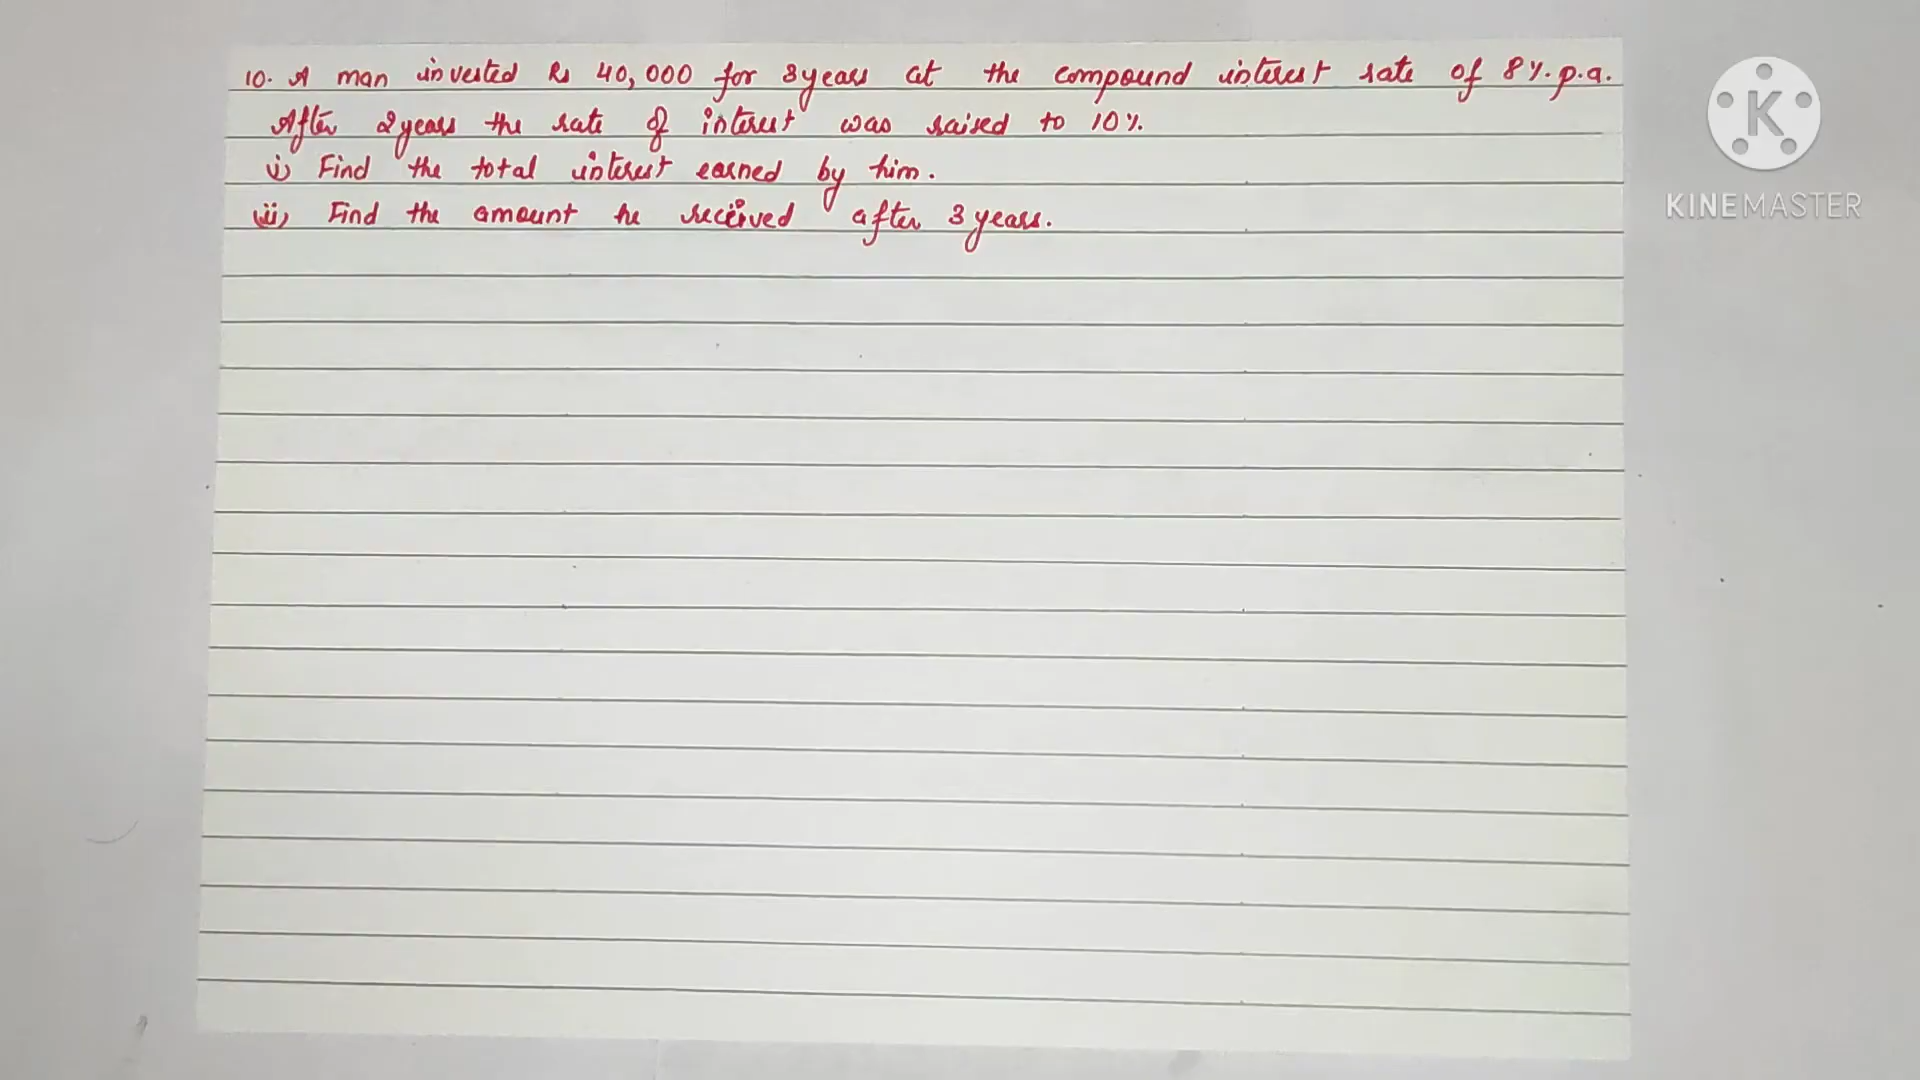 10. A man invested Rs 40,000 for 3 years at the compound interest rate of 8%. p.a.
After 2 years the rate of interest was raised to 10%.
i) Find the total interest earned by him.
ii) Find the amount he received after 3 years.
K
KINEMASTER